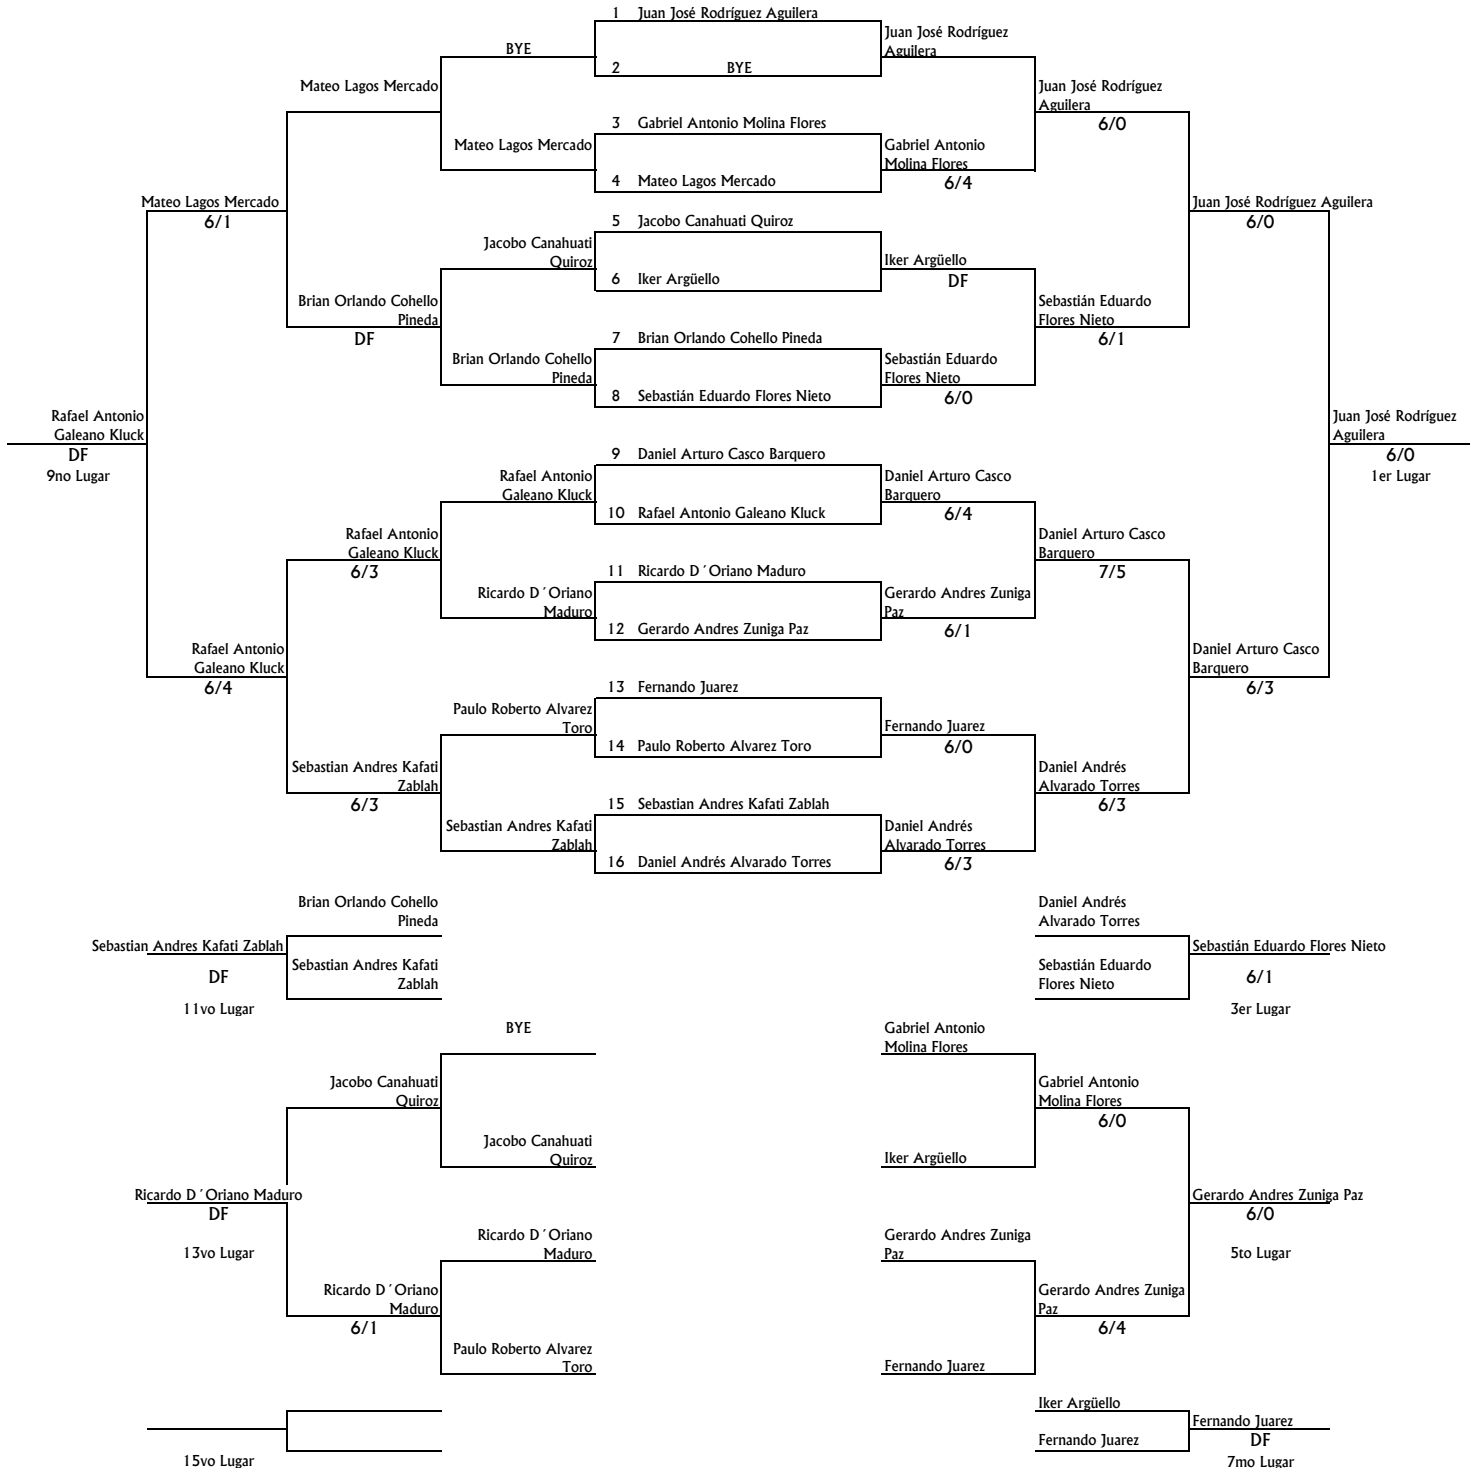 1 Juan José Rodríguez Aguilera
Juan José Rodríguez
Aguilera
BYE
2 BYE
Mateo Lagos Mercado
Juan José Rodríguez
Aguilera
6/0
3 Gabriel Antonio Molina Flores
Mateo Lagos Mercado
Gabriel Antonio
Molina Flores
6/4
4 Mateo Lagos Mercado
Mateo Lagos Mercado
6/1
Juan José Rodríguez Aguilera
6/0
5 Jacobo Canahuati Quiroz
Jacobo Canahuati
Quiroz
Iker Argüello
DF
6 Iker Argüello
Brian Orlando Cohello
Pineda
DF
Sebastián Eduardo
Flores Nieto
6/1
7 Brian Orlando Cohello Pineda
Brian Orlando Cohello
Pineda
Sebastián Eduardo
Flores Nieto
6/0
8 Sebastián Eduardo Flores Nieto
Rafael Antonio
Galeano Kluck
DF
9no Lugar
Juan José Rodríguez
Aguilera
6/0
1er Lugar
9 Daniel Arturo Casco Barquero
Rafael Antonio
Galeano Kluck
Daniel Arturo Casco
Barquero
6/4
10 Rafael Antonio Galeano Kluck
Rafael Antonio
Galeano Kluck
6/3
Daniel Arturo Casco
Barquero
7/5
11 Ricardo D´Oriano Maduro
Ricardo D´Oriano
Maduro
Gerardo Andres Zuniga
Paz
6/1
12 Gerardo Andres Zuniga Paz
Rafael Antonio
Galeano Kluck
6/4
Daniel Arturo Casco
Barquero
6/3
13 Fernando Juarez
Paulo Roberto Alvarez
Toro
Fernando Juarez
6/0
14 Paulo Roberto Alvarez Toro
Sebastian Andres Kafati
Zablah
6/3
Daniel Andrés
Alvarado Torres
6/3
15 Sebastian Andres Kafati Zablah
Sebastian Andres Kafati
Zablah
Daniel Andrés
Alvarado Torres
6/3
16 Daniel Andrés Alvarado Torres
Brian Orlando Cohello
Pineda
Daniel Andrés
Alvarado Torres
Sebastian Andres Kafati Zablah
DF
11vo Lugar
Sebastián Eduardo Flores Nieto
6/1
3er Lugar
Sebastian Andres Kafati
Zablah
Sebastián Eduardo
Flores Nieto
BYE
Gabriel Antonio
Molina Flores
Jacobo Canahuati
Quiroz
Gabriel Antonio
Molina Flores
6/0
Jacobo Canahuati
Quiroz
Iker Argüello
Ricardo D´Oriano Maduro
DF
13vo Lugar
Gerardo Andres Zuniga Paz
6/0
5to Lugar
Ricardo D´Oriano
Maduro
Gerardo Andres Zuniga
Paz
Ricardo D´Oriano
Maduro
6/1
Gerardo Andres Zuniga
Paz
6/4
Paulo Roberto Alvarez
Toro
Fernando Juarez
Iker Argüello
Fernando Juarez
DF
Fernando Juarez
15vo Lugar
7mo Lugar